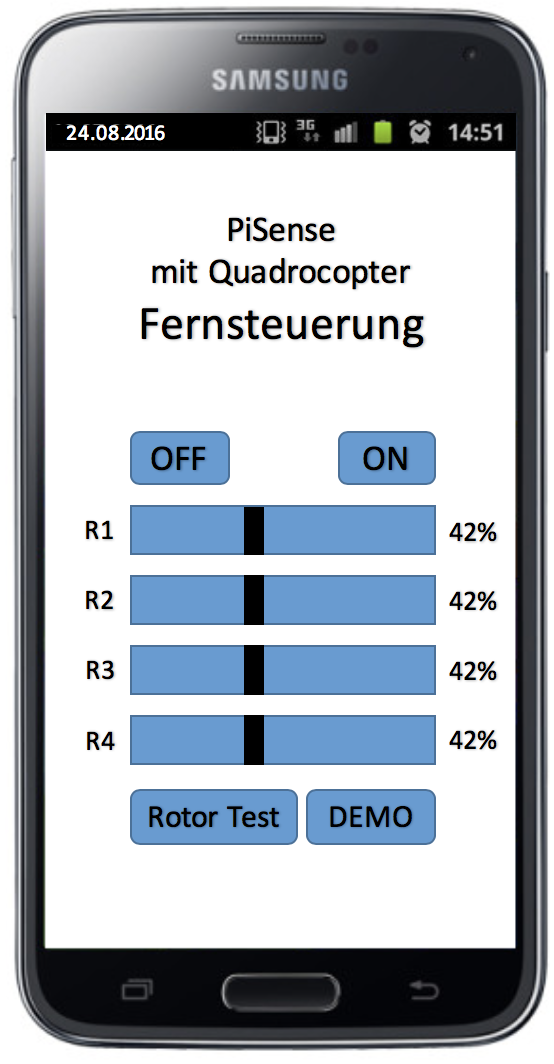 SAMSUNG
24.08.2016 3G 14:51
PiSense
mit Quadrocopter
Fernsteuerung
OFF ON
R1 42%
R2 42%
R3 42%
R4 42%
Rotor Test DEMO